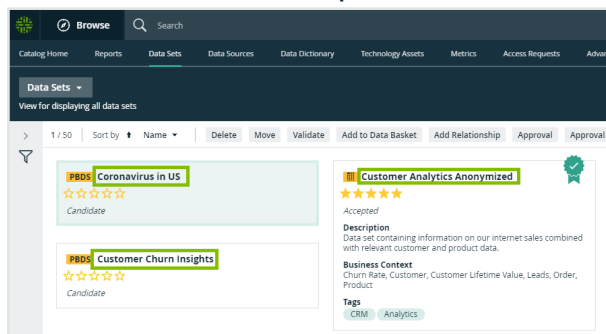 Browse
Search
Catalog Home Reports Data Sets Data Sources Data Dictionary Technology Assets Metrics Access Requests Advan
Data Sets
View for displaying all data sets
1 / 50 Sort by Name Delete Move Validate Add to Data Basket Add Relationship Approval Approval
PBDS Coronavirus in US
Candidate
PBDS Customer Churn Insights
Candidate
Customer Analytics Anonymized
Accepted
Description
Data set containing information on our internet sales combined
with relevant customer and product data.
Business Context
Churn Rate, Customer, Customer Lifetime Value, Leads, Order,
Product
Tags
CRM Analytics